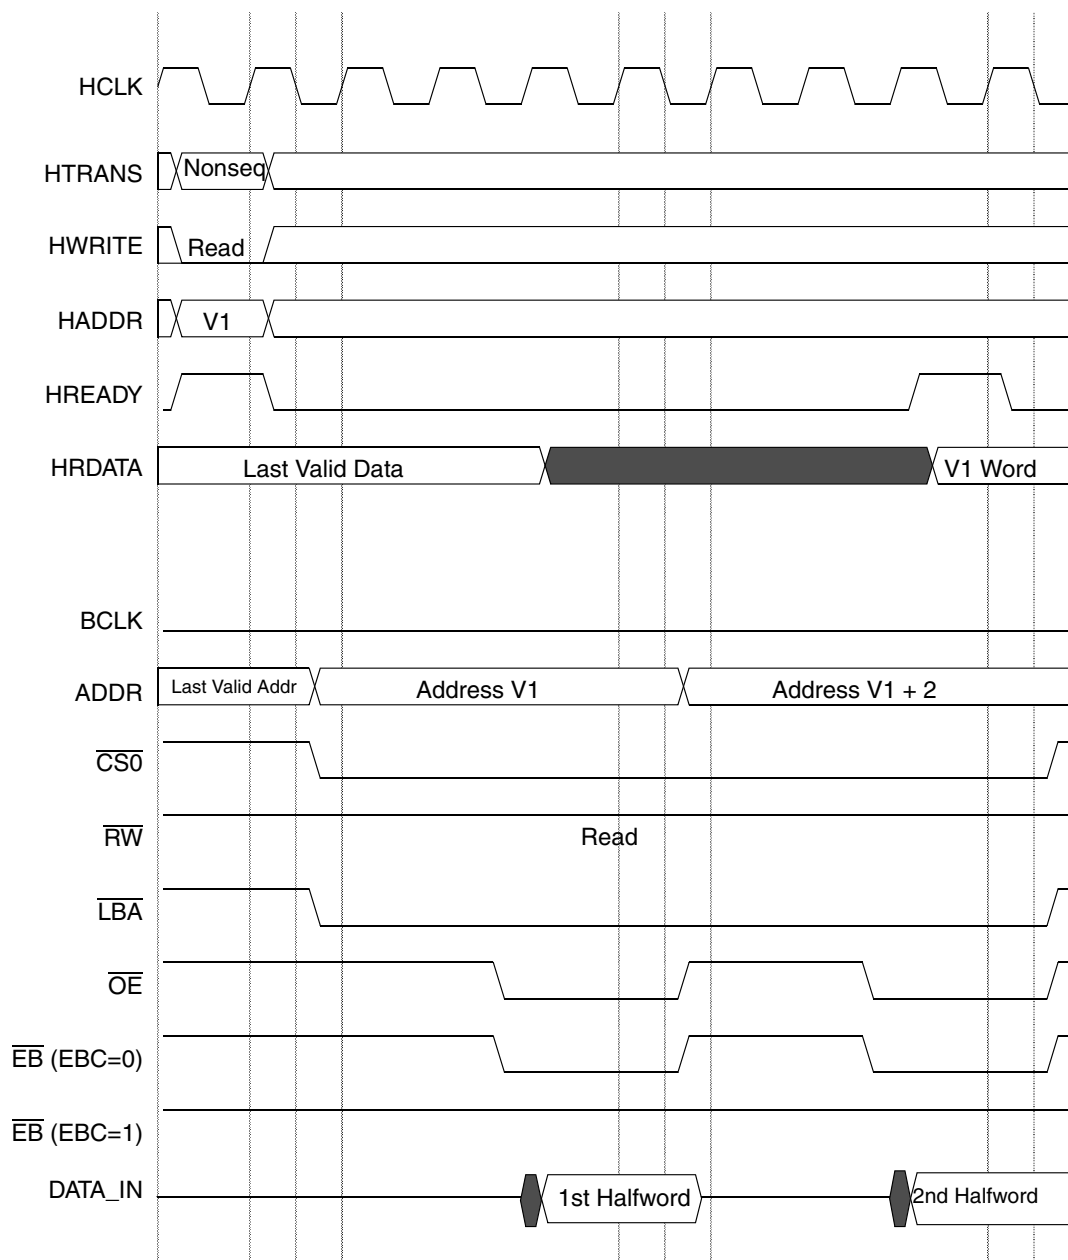 HCLK
HTRANS Nonseq
HWRITE Read
HADDR V1
HREADY
HRDATA Last Valid Data V1 Word
BCLK
ADDR Last Valid Addr Address V1 Address V1 + 2
CS0
RW Read
LBA
OE
EB (EBC=0)
EB (EBC=1)
DATA_IN 1st Halfword 2nd Halfword